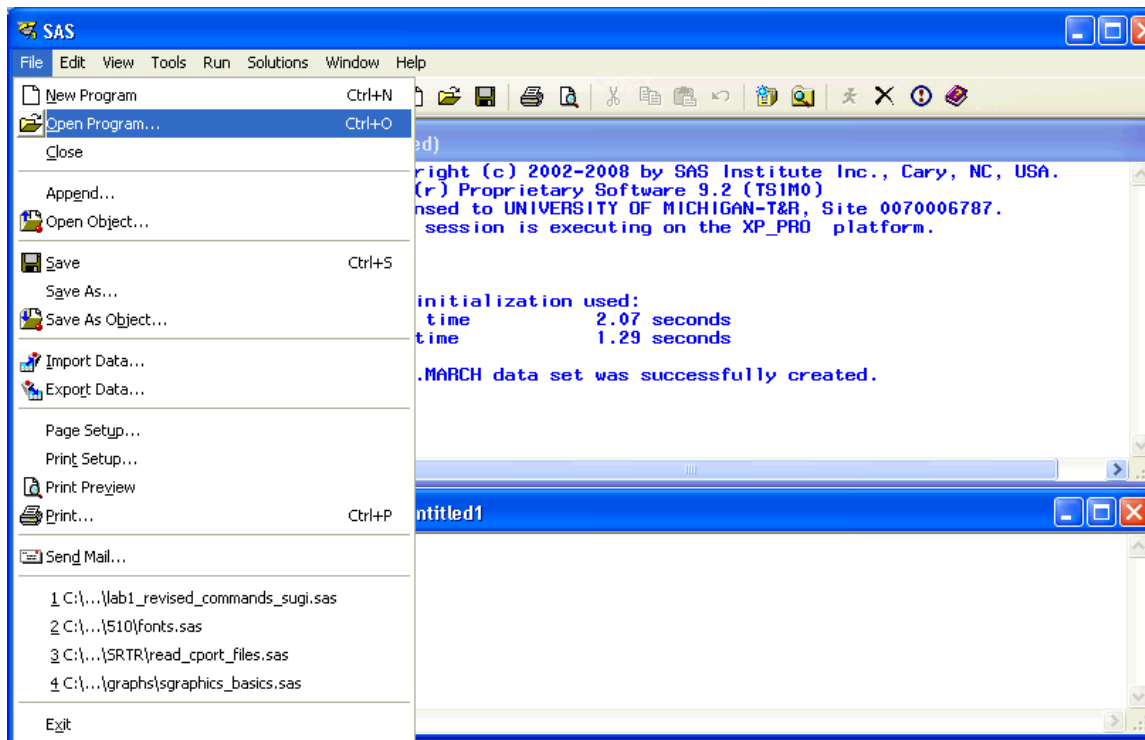 SAS
File Edit View Tools Run Solutions Window Help
New Program Ctrl+N
Open Program... Ctrl+O
Close
Append...
Open Object...
Save Ctrl+S
Save As...
Save As Object...
Import Data...
Export Data...
Page Setup...
Print Setup...
Print Preview
Print... Ctrl+P
Send Mail...
1 C:\...\lab1_revised_commands_sugi.sas
2 C:\...\510\fonts.sas
3 C:\...\SRTR\read_cport_files.sas
4 C:\...\graphs\sgraphics_basics.sas
Exit
ed)
right (c) 2002-2008 by SAS Institute Inc., Cary, NC, USA.
(r) Proprietary Software 9.2 (TS1M0)
nsed to UNIVERSITY OF MICHIGAN-T&R, Site 0070006787.
session is executing on the XP_PRO platform.
initialization used:
time 2.07 seconds
time 1.29 seconds
.MARCH data set was successfully created.
ntitled1